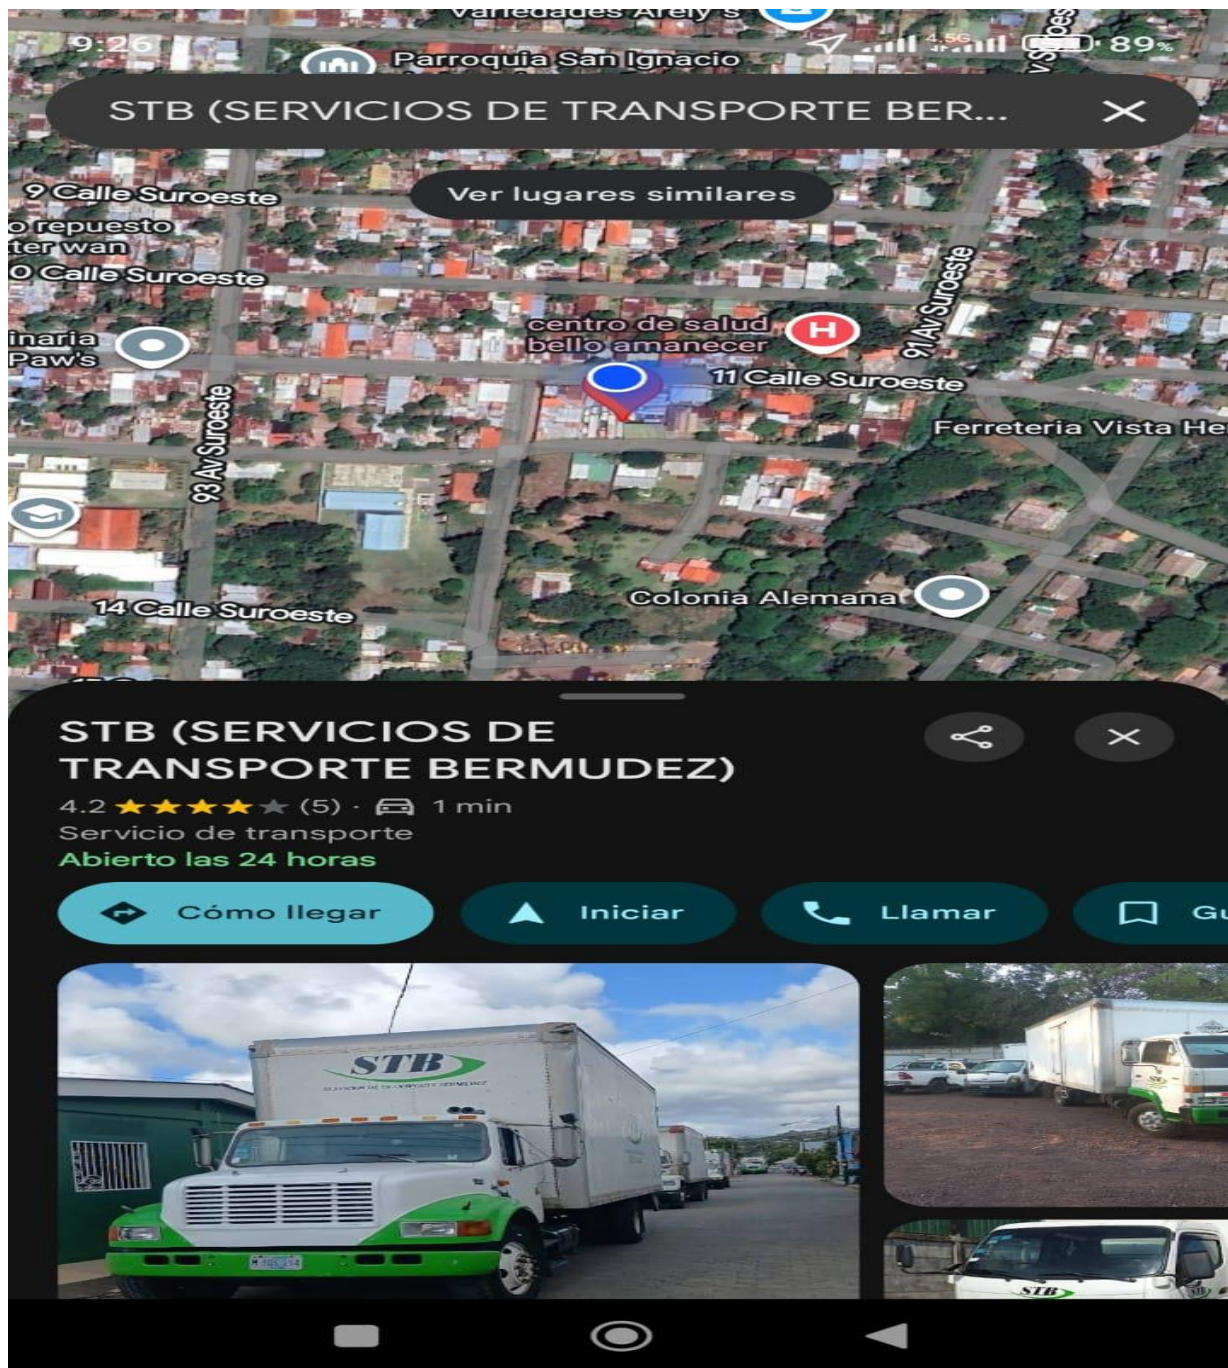 Variedades Arely's
9:26
4.5G
89%
Parroquia San Ignacio
STB (SERVICIOS DE TRANSPORTE BER...
9 Calle Suroeste
Ver lugares similares
o repuesto
ter wan
0 Calle Suroeste
91 Av Suroeste
inaria
Paw's
centro de salud
bello amanecer
H
11 Calle Suroeste
93 Av Suroeste
Ferreteria Vista He
Colonia Alemana
14 Calle Suroeste
STB (SERVICIOS DE
TRANSPORTE BERMUDEZ)
4.2 (5) · 1 min
Servicio de transporte
Abierto las 24 horas
Cómo llegar
Iniciar
Llamar
Gu
STB
STB